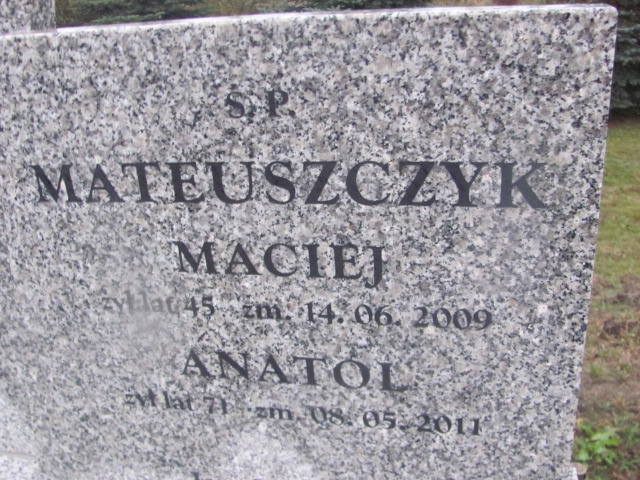 Ś.P.
MATEUSZCZYK
MACIEJ
żył lat 45 zm. 14. 06. 2009
ANATOL
żył lat 71 zm. 08. 05. 2011